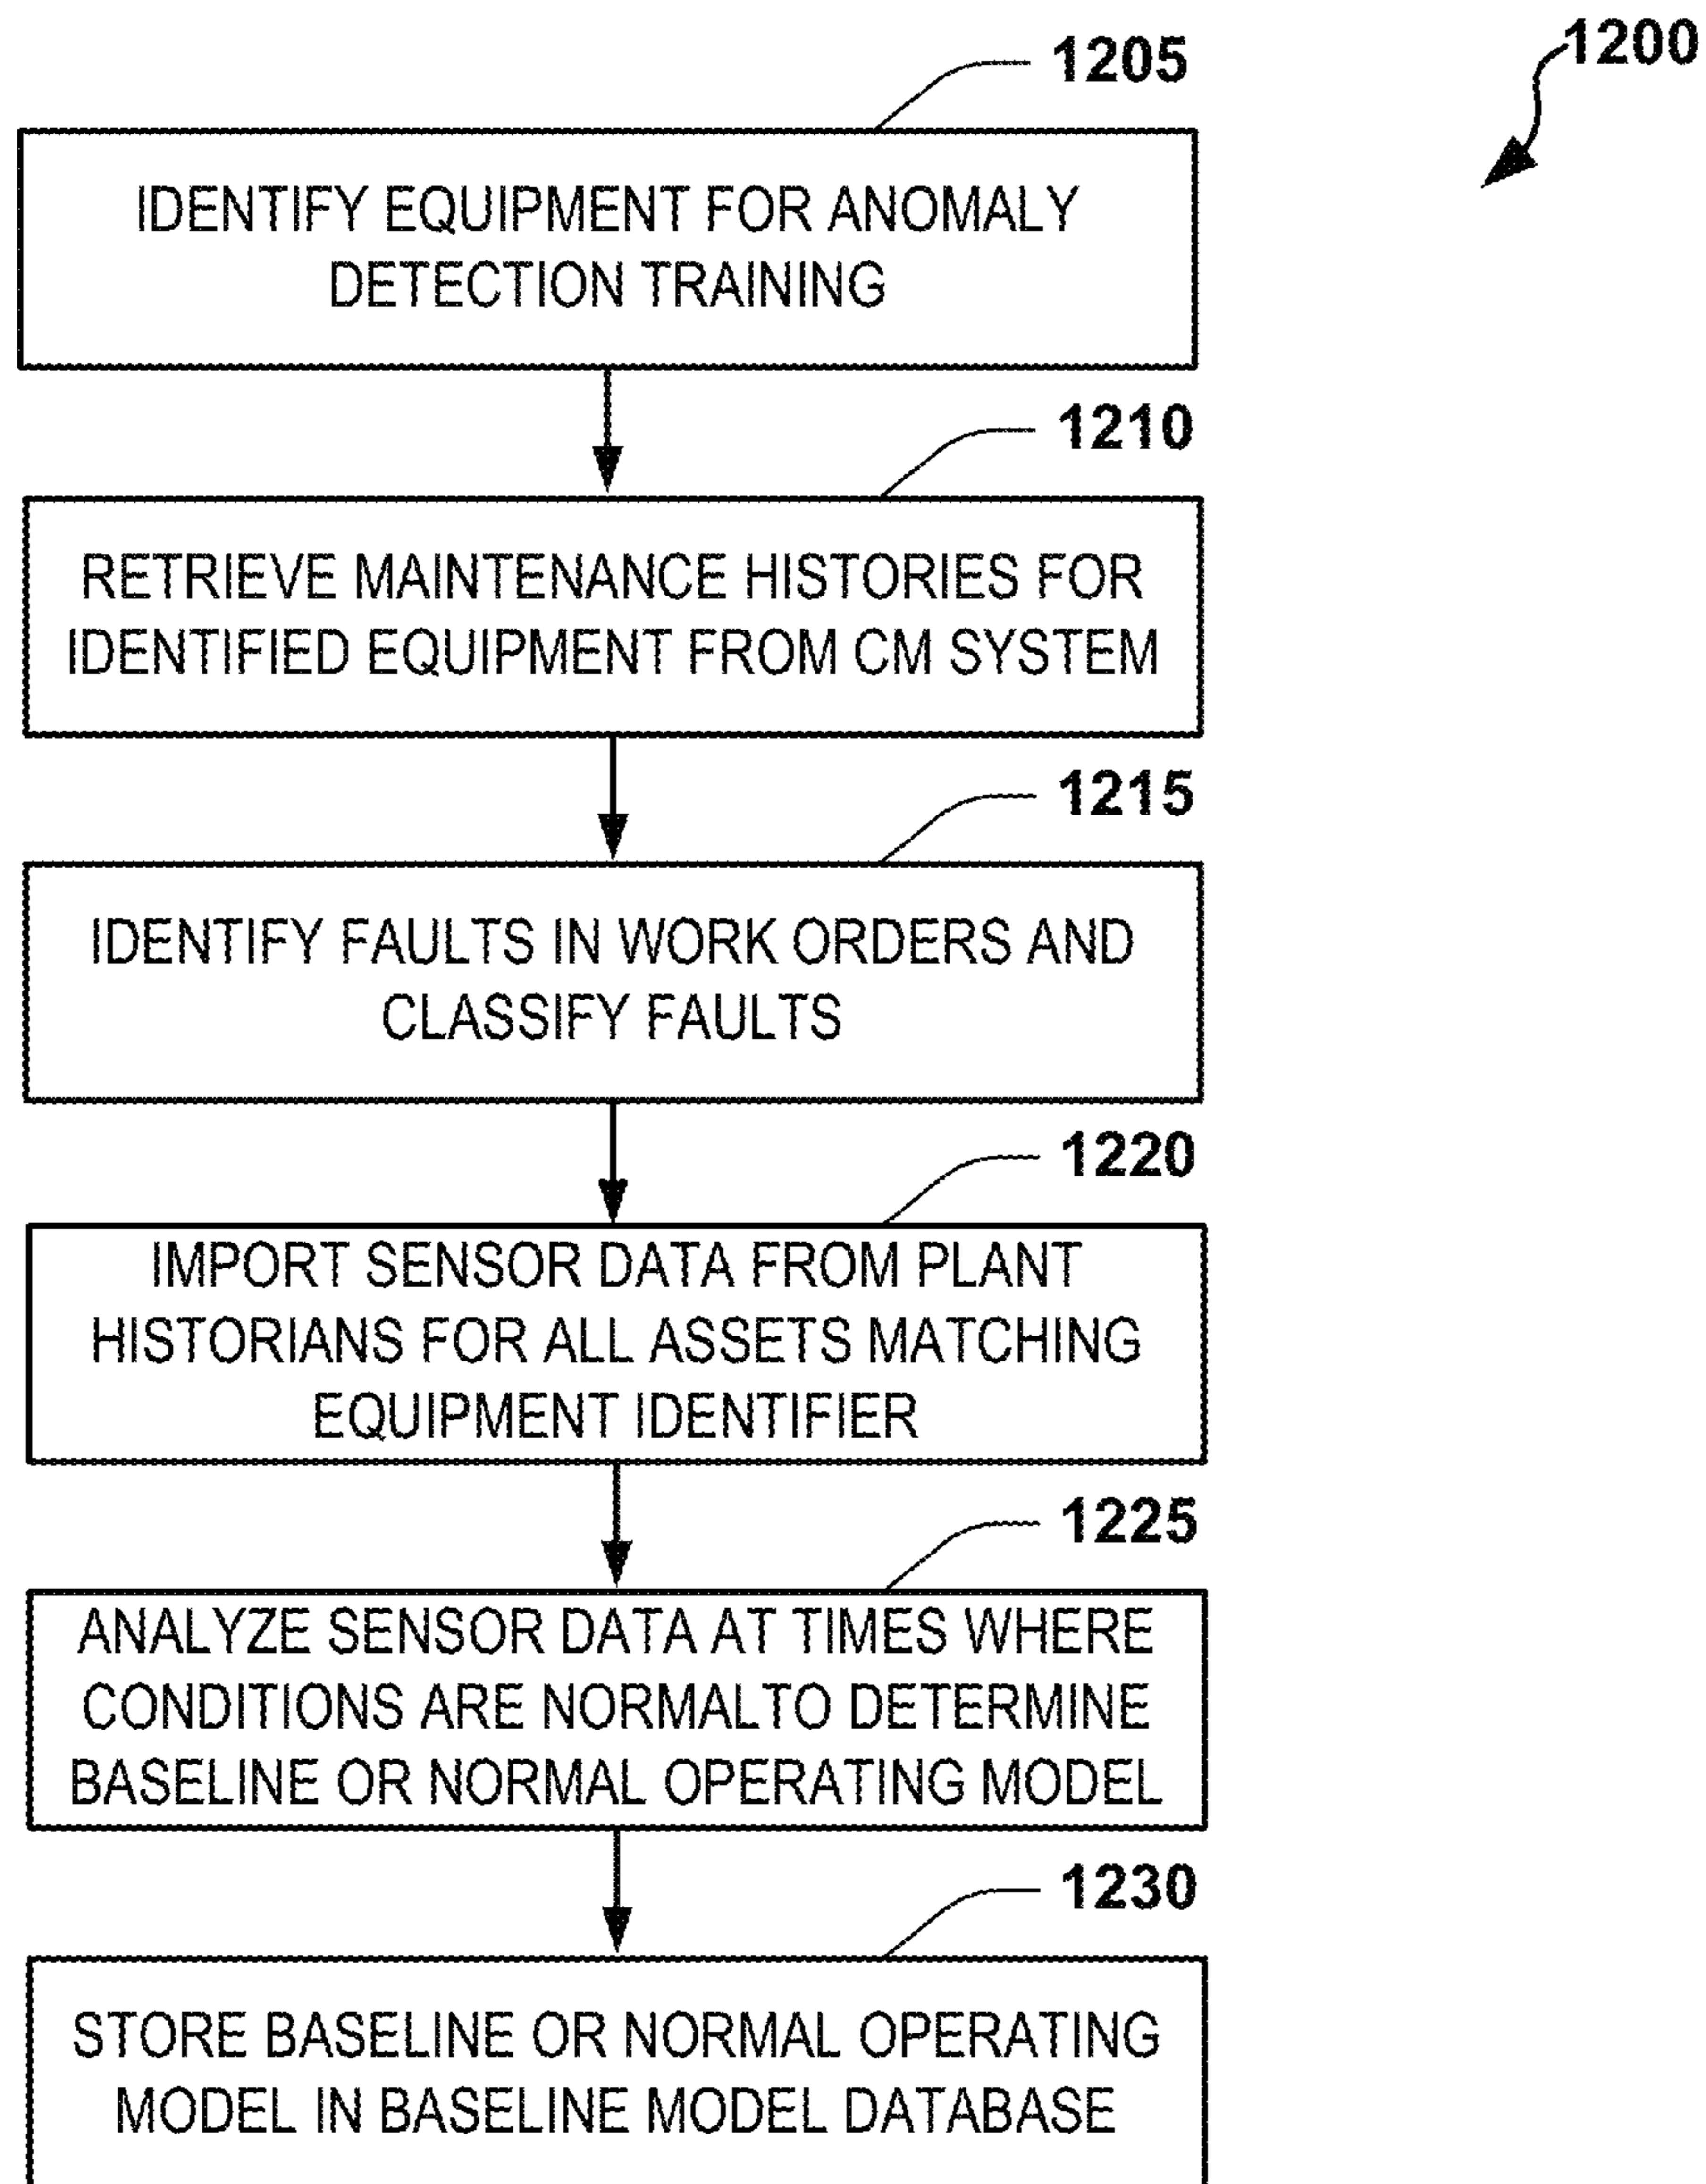 1200
1205
IDENTIFY EQUIPMENT FOR ANOMALY
DETECTION TRAINING
1210
RETRIEVE MAINTENANCE HISTORIES FOR
IDENTIFIED EQUIPMENT FROM CM SYSTEM
1215
IDENTIFY FAULTS IN WORK ORDERS AND
CLASSIFY FAULTS
1220
IMPORT SENSOR DATA FROM PLANT
HISTORIANS FOR ALL ASSETS MATCHING
EQUIPMENT IDENTIFIER
1225
ANALYZE SENSOR DATA AT TIMES WHERE
CONDITIONS ARE NORMALTO DETERMINE
BASELINE OR NORMAL OPERATING MODEL
1230
STORE BASELINE OR NORMAL OPERATING
MODEL IN BASELINE MODEL DATABASE